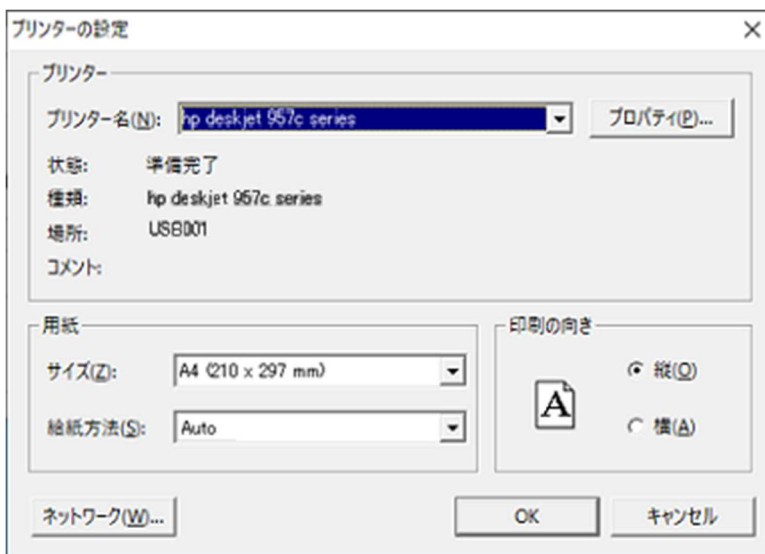 プリンターの設定
プリンター
プリンター名(N): hp deskjet 957c series プロパティ(P)...
状態: 準備完了
種類: hp deskjet 957c series
場所: USB001
コメント:
用紙
サイズ(Z): A4 (210 x 297 mm)
給紙方法(S): Auto
印刷の向き
A
縦(O)
横(A)
ネットワーク(W)... OK キャンセル